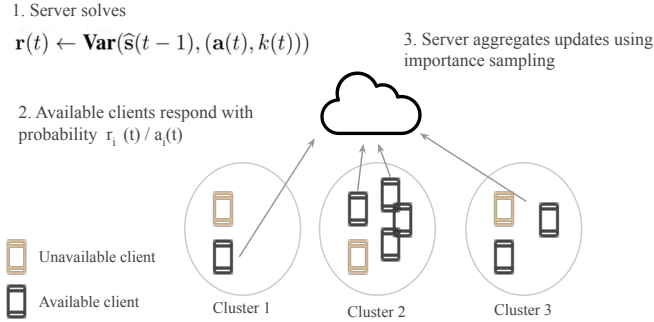 1. Server solves
r(t) ← Var(ŝ(t − 1), (a(t), k(t)))
3. Server aggregates updates using
importance sampling
2. Available clients respond with
probability r_i (t) / a_i(t)
Unavailable client
Available client
Cluster 1
Cluster 2
Cluster 3